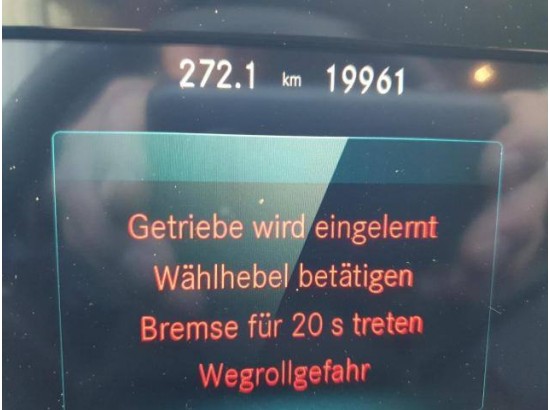 272.1 km 19961
Getriebe wird eingelernt
Wählhebel betätigen
Bremse für 20 s treten
Wegrollgefahr